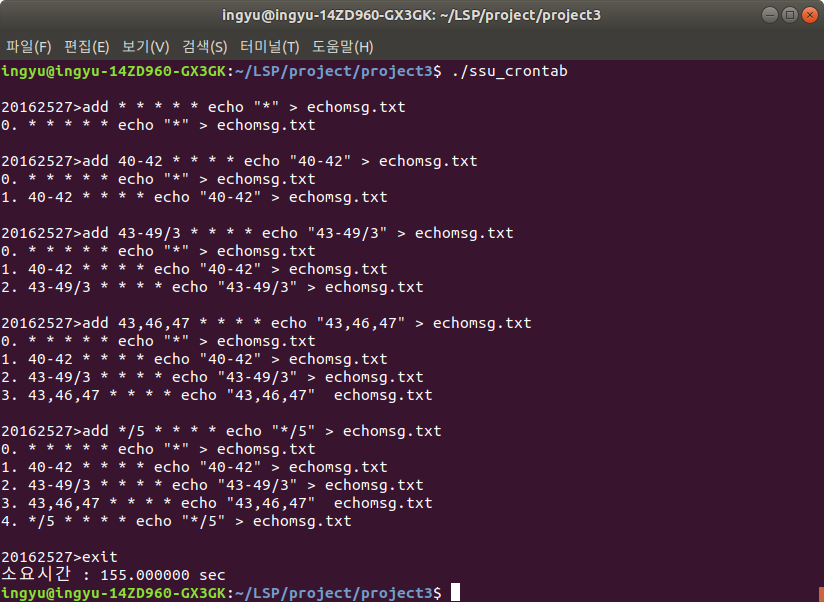 ingyu@ingyu-14ZD960-GX3GK: ~/LSP/project/project3
파일(F) 편집(E) 보기(V) 검색(S) 터미널(T) 도움말(H)
ingyu@ingyu-14ZD960-GX3GK:~/LSP/project/project3$ ./ssu_crontab
20162527>add * * * * * echo "*" > echomsg.txt
0. * * * * * echo "*" > echomsg.txt
20162527>add 40-42 * * * * echo "40-42" > echomsg.txt
0. * * * * * echo "*" > echomsg.txt
1. 40-42 * * * * echo "40-42" > echomsg.txt
20162527>add 43-49/3 * * * * echo "43-49/3" > echomsg.txt
0. * * * * * echo "*" > echomsg.txt
1. 40-42 * * * * echo "40-42" > echomsg.txt
2. 43-49/3 * * * * echo "43-49/3" > echomsg.txt
20162527>add 43,46,47 * * * * echo "43,46,47" > echomsg.txt
0. * * * * * echo "*" > echomsg.txt
1. 40-42 * * * * echo "40-42" > echomsg.txt
2. 43-49/3 * * * * echo "43-49/3" > echomsg.txt
3. 43,46,47 * * * * echo "43,46,47"  echomsg.txt
20162527>add */5 * * * * echo "*/5" > echomsg.txt
0. * * * * * echo "*" > echomsg.txt
1. 40-42 * * * * echo "40-42" > echomsg.txt
2. 43-49/3 * * * * echo "43-49/3" > echomsg.txt
3. 43,46,47 * * * * echo "43,46,47"  echomsg.txt
4. */5 * * * * echo "*/5" > echomsg.txt
20162527>exit
소요시간 : 155.000000 sec
ingyu@ingyu-14ZD960-GX3GK:~/LSP/project/project3$